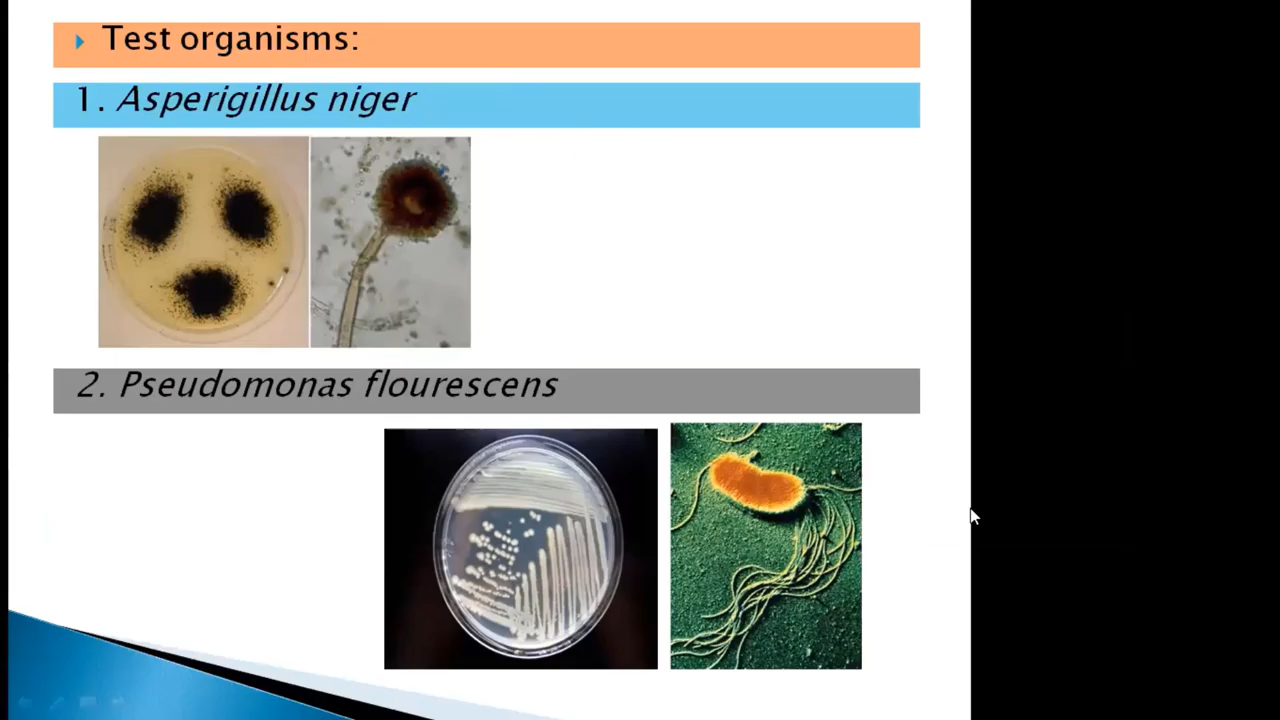 Test organisms:
1. Asperigillus niger
2. Pseudomonas flourescens